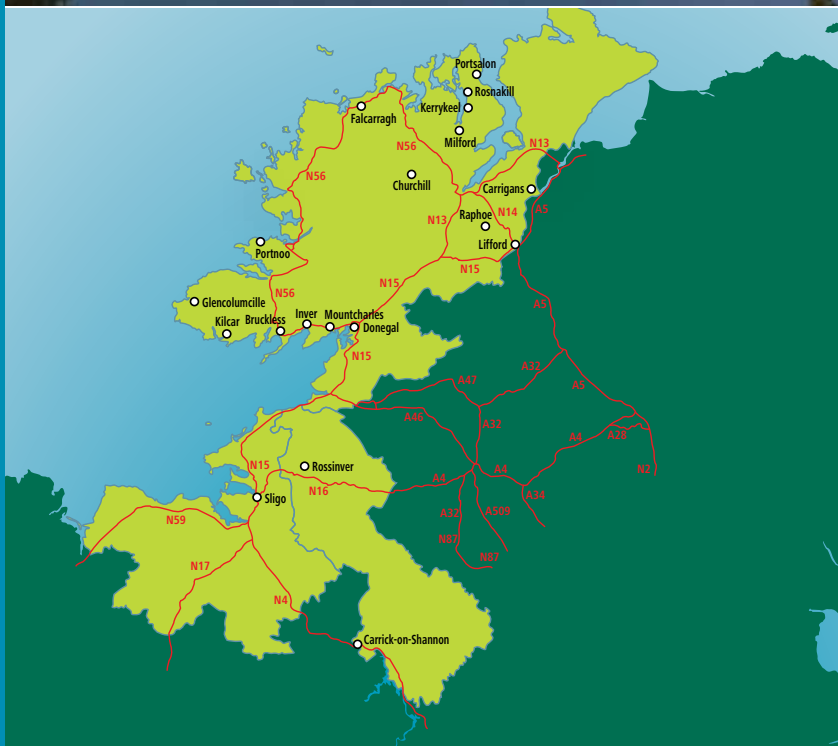 Portsalon
Rosnakill
Kerrykeel
Falcarragh
Milford
N56
N13
Churchill
N56
Carrigans
N14
A5
Raphoe
N13
Lifford
Portnoo
N15
N15
N56
Glencolumcille
A5
Inver
Mountcharles
Bruckless
Kilcar
Donegal
N15
A32
A47
A5
A46
A32
A28
A4
Rossinver
N15
N2
A4
A4
N16
Sligo
A34
N59
A32
A509
N87
N87
N17
N4
Carrick-on-Shannon